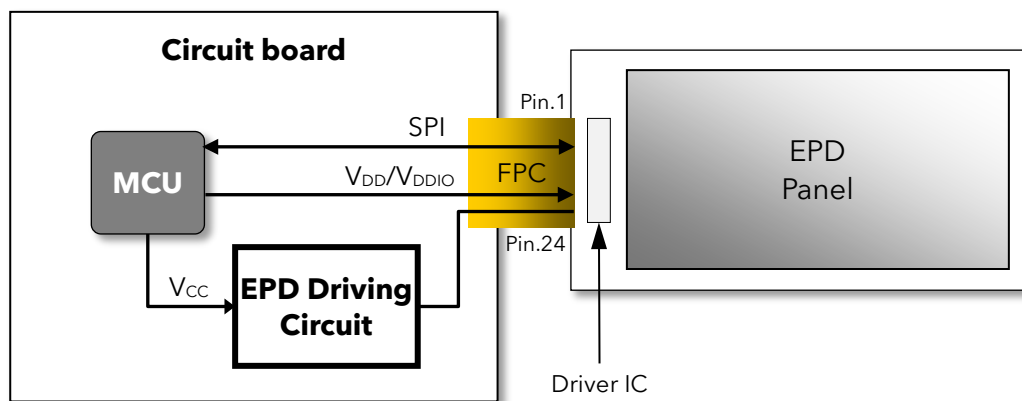 Circuit board
Pin.1
SPI
EPD
Panel
MCU
VDD/VDDIO
FPC
Pin.24
VCC
EPD Driving
Circuit
Driver IC